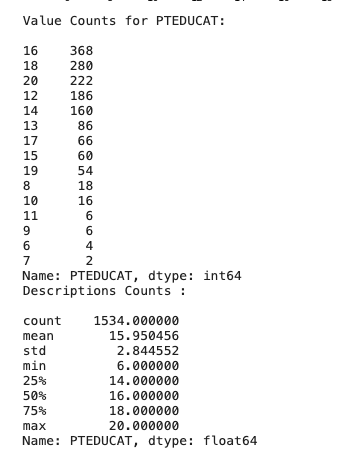 Value Counts for PTEDUCAT:
16 368
18 280
20 222
12 186
14 160
13 86
17 66
15 60
19 54
8 18
10 16
11 6
9 6
6 4
7 2
Name: PTEDUCAT, dtype: int64
Descriptions Counts :
count 1534.000000
mean 15.950456
std 2.844552
min 6.000000
25% 14.000000
50% 16.000000
75% 18.000000
max 20.000000
Name: PTEDUCAT, dtype: float64